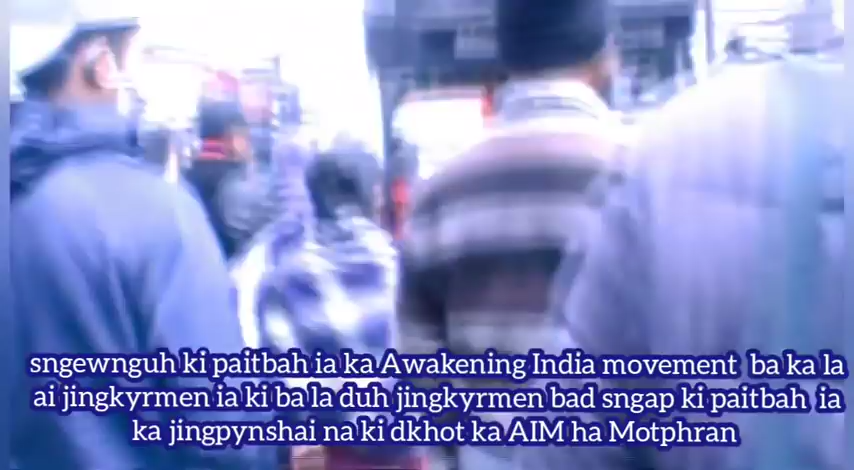 sngewnguh ki paitbah ia ka Awakening India movement ba ka la
ai jingkyrmen ia ki ba la duh jingkyrmen bad sngap ki paitbah ia
ka jingpynshai na ki dkhot ka AIM ha Motphran